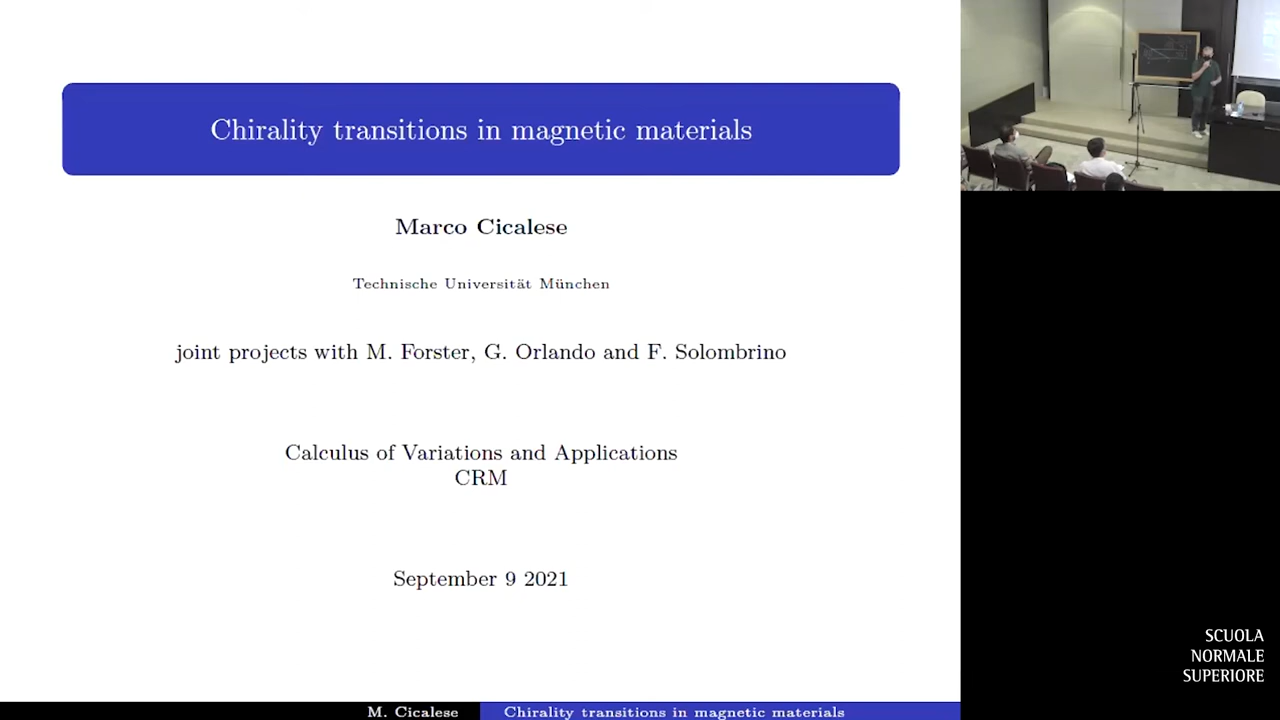 Chirality transitions in magnetic materials
Marco Cicalese
Technische Universität München
joint projects with M. Forster, G. Orlando and F. Solombrino
Calculus of Variations and Applications
CRM
September 9 2021
M. Cicalese
Chirality transitions in magnetic materials
SCUOLA
NORMALE
SUPERIORE